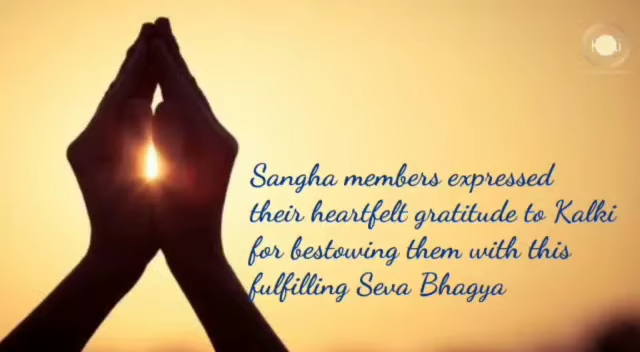 Sangha members expressed
their heartfelt gratitude to Kalki
for bestowing them with this
fulfilling Seva Bhagya